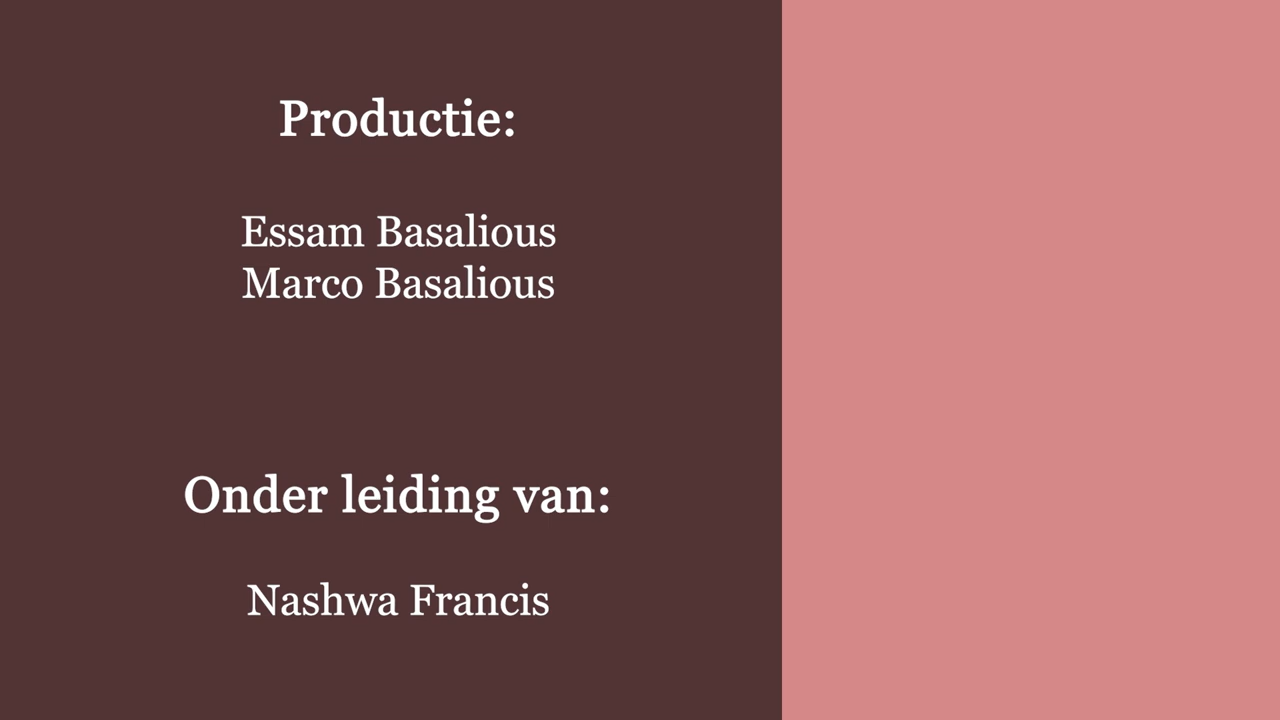 Productie:
Essam Basalious
Marco Basalious
Onder leiding van:
Nashwa Francis